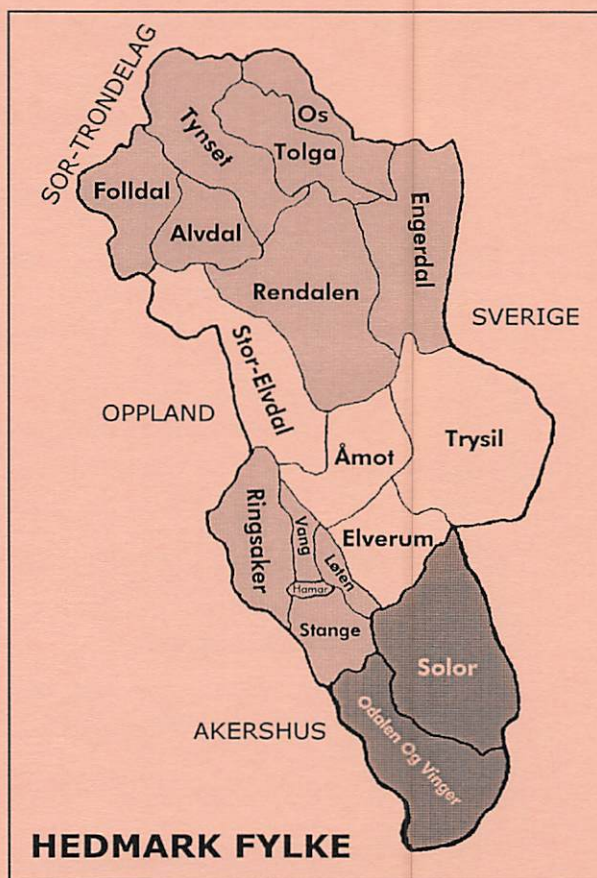 SOR-TRONDELAG
Os
Tynset
Tolga
Folldal
Alvdal
Engerdal
Rendalen
SVERIGE
Stor-Elvdal
OPPLAND
Trysil
Åmot
Ringsaker
Vang
Elverum
Løten
Hamar
Stange
Solor
Odalen Og Vinger
AKERSHUS
HEDMARK FYLKE